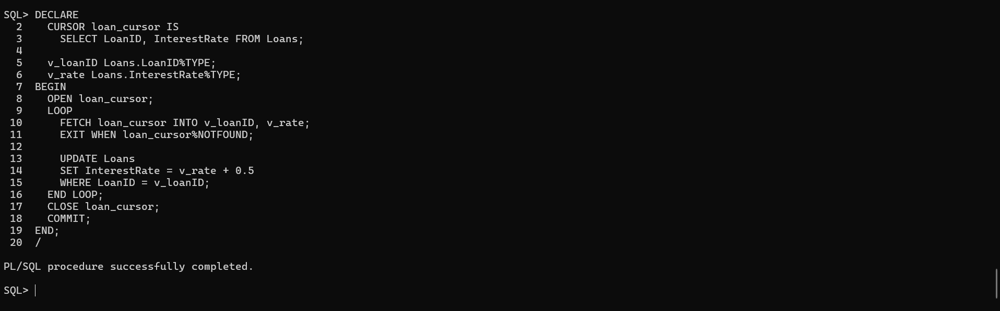 SQL> DECLARE
  2    CURSOR loan_cursor IS
  3      SELECT LoanID, InterestRate FROM Loans;
  4
  5    v_loanID Loans.LoanID%TYPE;
  6    v_rate Loans.InterestRate%TYPE;
  7  BEGIN
  8    OPEN loan_cursor;
  9    LOOP
 10      FETCH loan_cursor INTO v_loanID, v_rate;
 11      EXIT WHEN loan_cursor%NOTFOUND;
 12
 13      UPDATE Loans
 14      SET InterestRate = v_rate + 0.5
 15      WHERE LoanID = v_loanID;
 16    END LOOP;
 17    CLOSE loan_cursor;
 18    COMMIT;
 19  END;
 20  /
PL/SQL procedure successfully completed.
SQL>